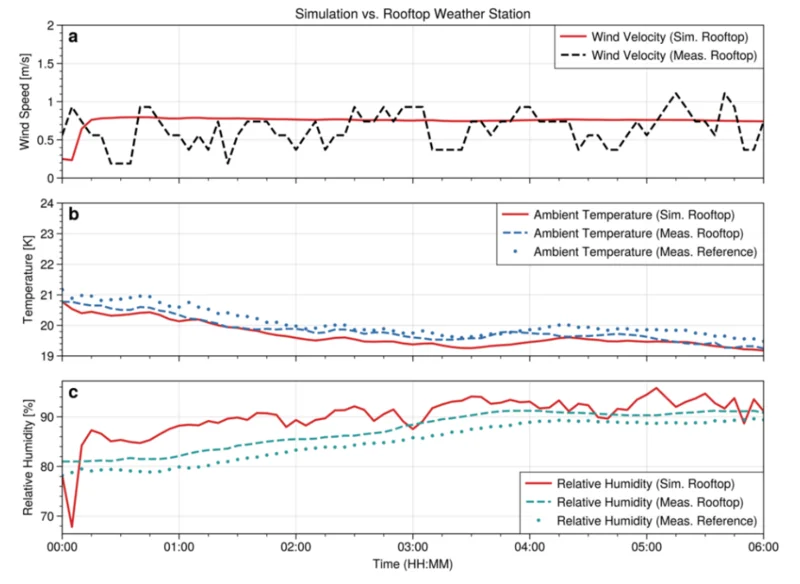 Simulation vs. Rooftop Weather Station
a
Wind Velocity (Sim. Rooftop)
Wind Velocity (Meas. Rooftop)
Wind Speed [m/s]
2
1.5
1
0.5
0
b
Ambient Temperature (Sim. Rooftop)
Ambient Temperature (Meas. Rooftop)
Ambient Temperature (Meas. Reference)
Temperature [K]
24
23
22
21
20
19
c
Relative Humidity [%]
90
80
70
Relative Humidity (Sim. Rooftop)
Relative Humidity (Meas. Rooftop)
Relative Humidity (Meas. Reference)
00:00 01:00 02:00 03:00 04:00 05:00 06:00
Time (HH:MM)